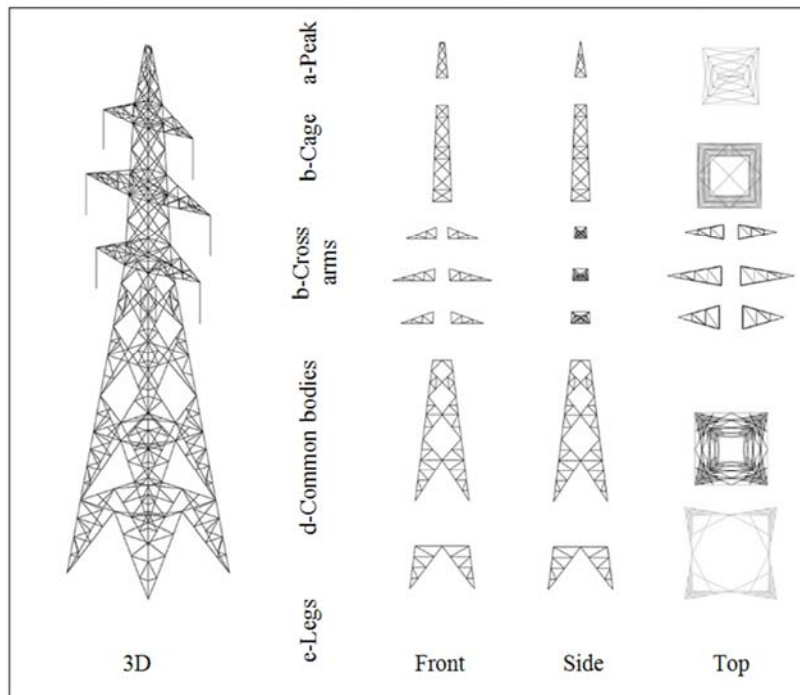 a-Peak
b-Cage
b-Cross
arms
d-Common bodies
e-Legs
3D
Front
Side
Top